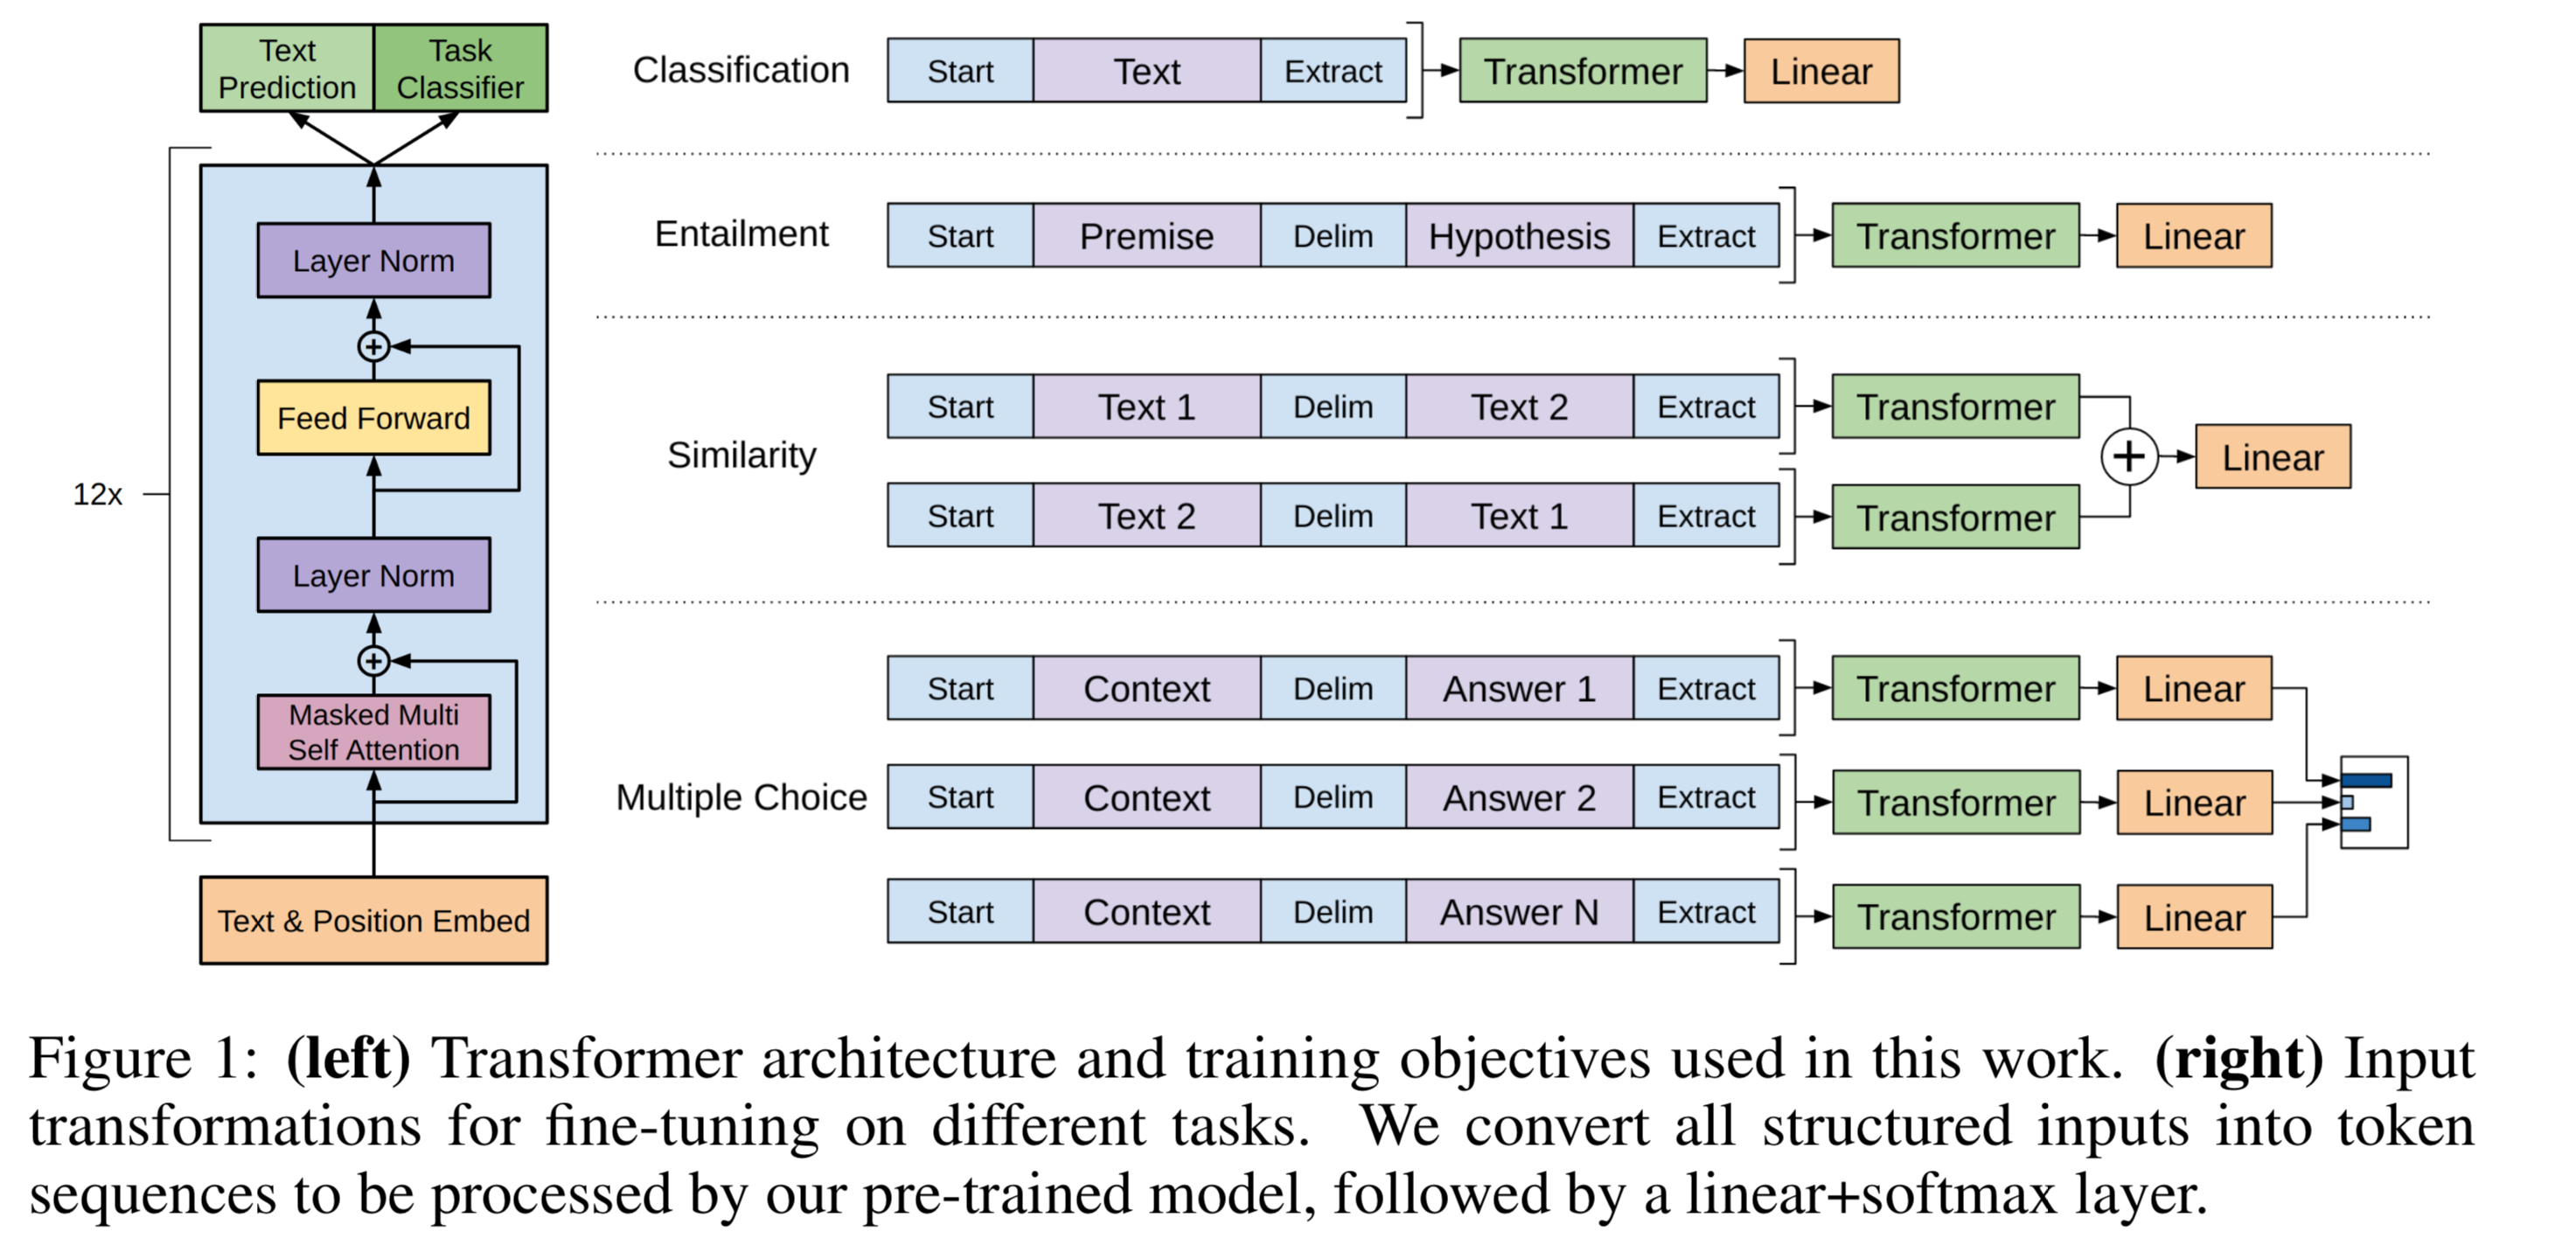 Text
Prediction
Task
Classifier
12x
Layer Norm
+
Feed Forward
Layer Norm
+
Masked Multi
Self Attention
Text & Position Embed
Classification
Start Text Extract Transformer Linear
Entailment
Start Premise Delim Hypothesis Extract Transformer Linear
Similarity
Start Text 1 Delim Text 2 Extract Transformer
+ Linear
Start Text 2 Delim Text 1 Extract Transformer
Multiple Choice
Start Context Delim Answer 1 Extract Transformer Linear
Start Context Delim Answer 2 Extract Transformer Linear
Start Context Delim Answer N Extract Transformer Linear
Figure 1: (left) Transformer architecture and training objectives used in this work. (right) Input
transformations for fine-tuning on different tasks. We convert all structured inputs into token
sequences to be processed by our pre-trained model, followed by a linear+softmax layer.